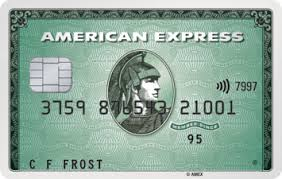 AMERICAN EXPRESS
7997
3759 876543 21001
95
C F FROST
© AMEX